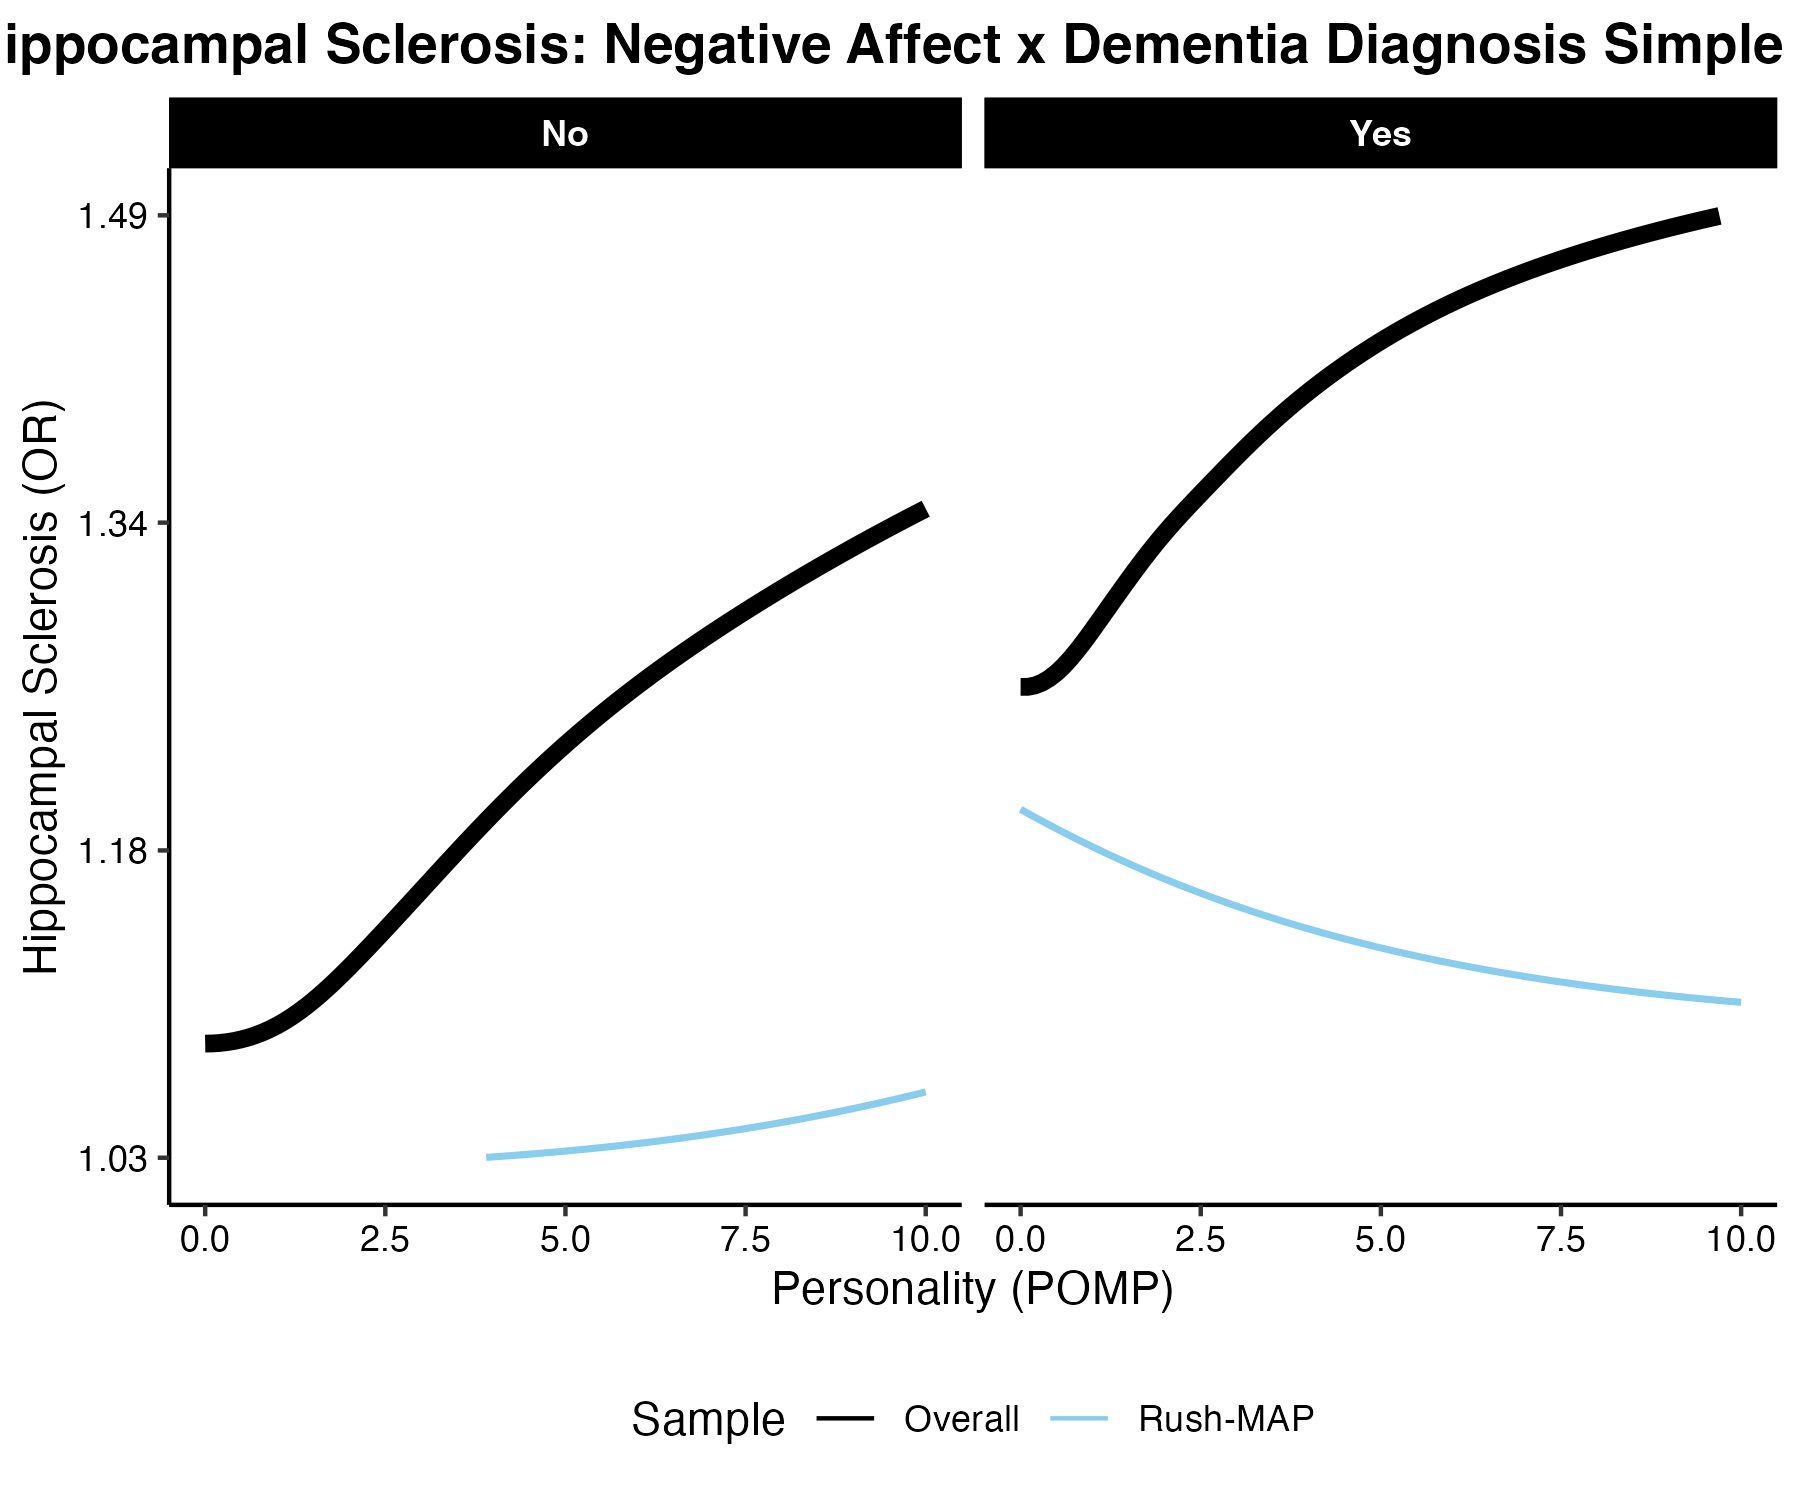 ippocampal Sclerosis: Negative Affect x Dementia Diagnosis Simple
No
Yes
Hippocampal Sclerosis (OR)
1.49
1.34
1.18
1.03
0.0 2.5 5.0 7.5 10.0 0.0 2.5 5.0 7.5 10.0
Personality (POMP)
Sample Overall Rush-MAP